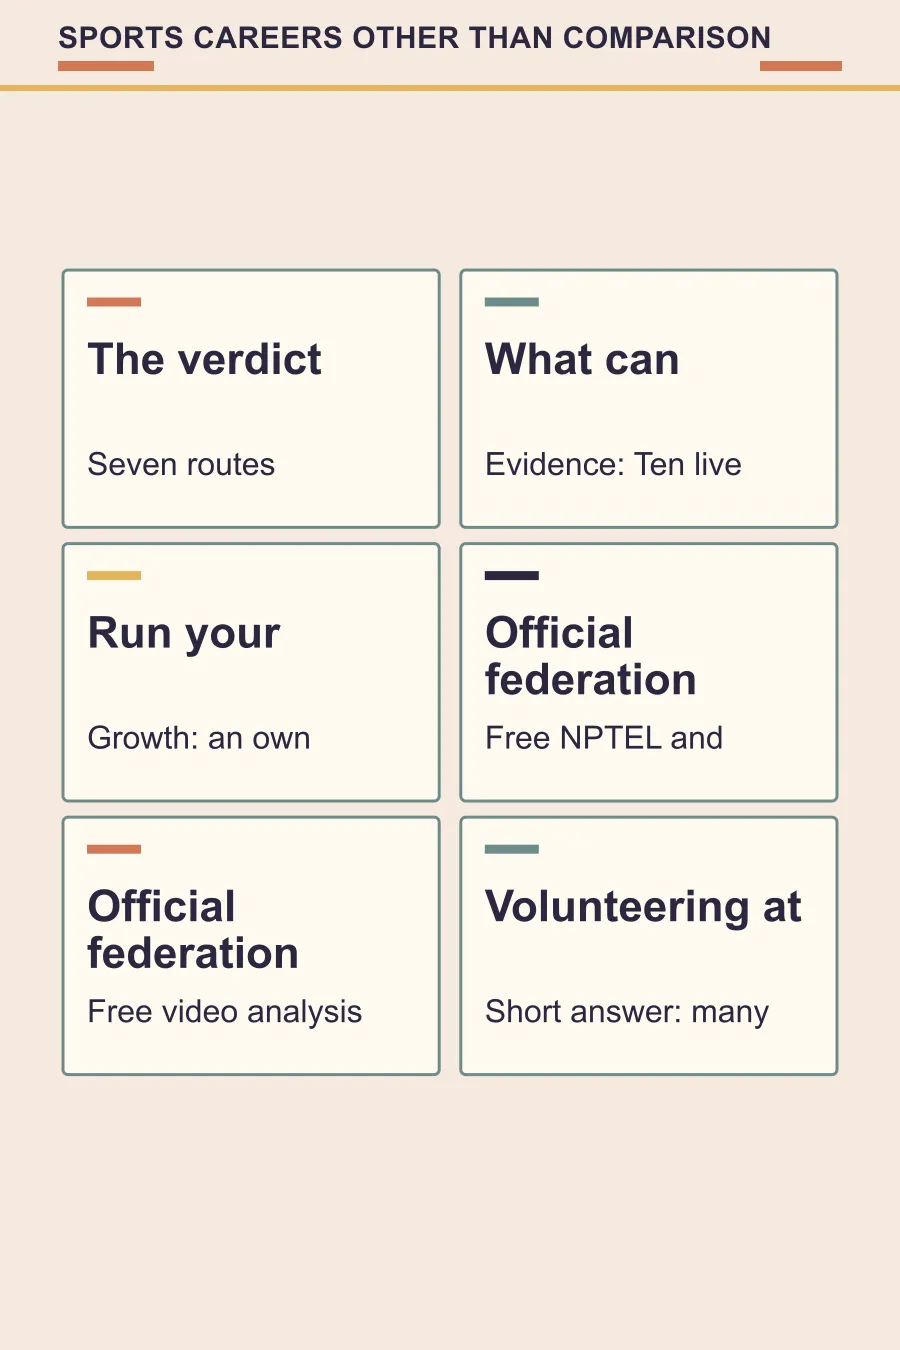 SPORTS CAREERS OTHER THAN COMPARISON
The verdict
Seven routes
What can
Evidence: Ten live
Run your
Growth: an own
Official
federation
Free NPTEL and
Official
federation
Free video analysis
Volunteering at
Short answer: many